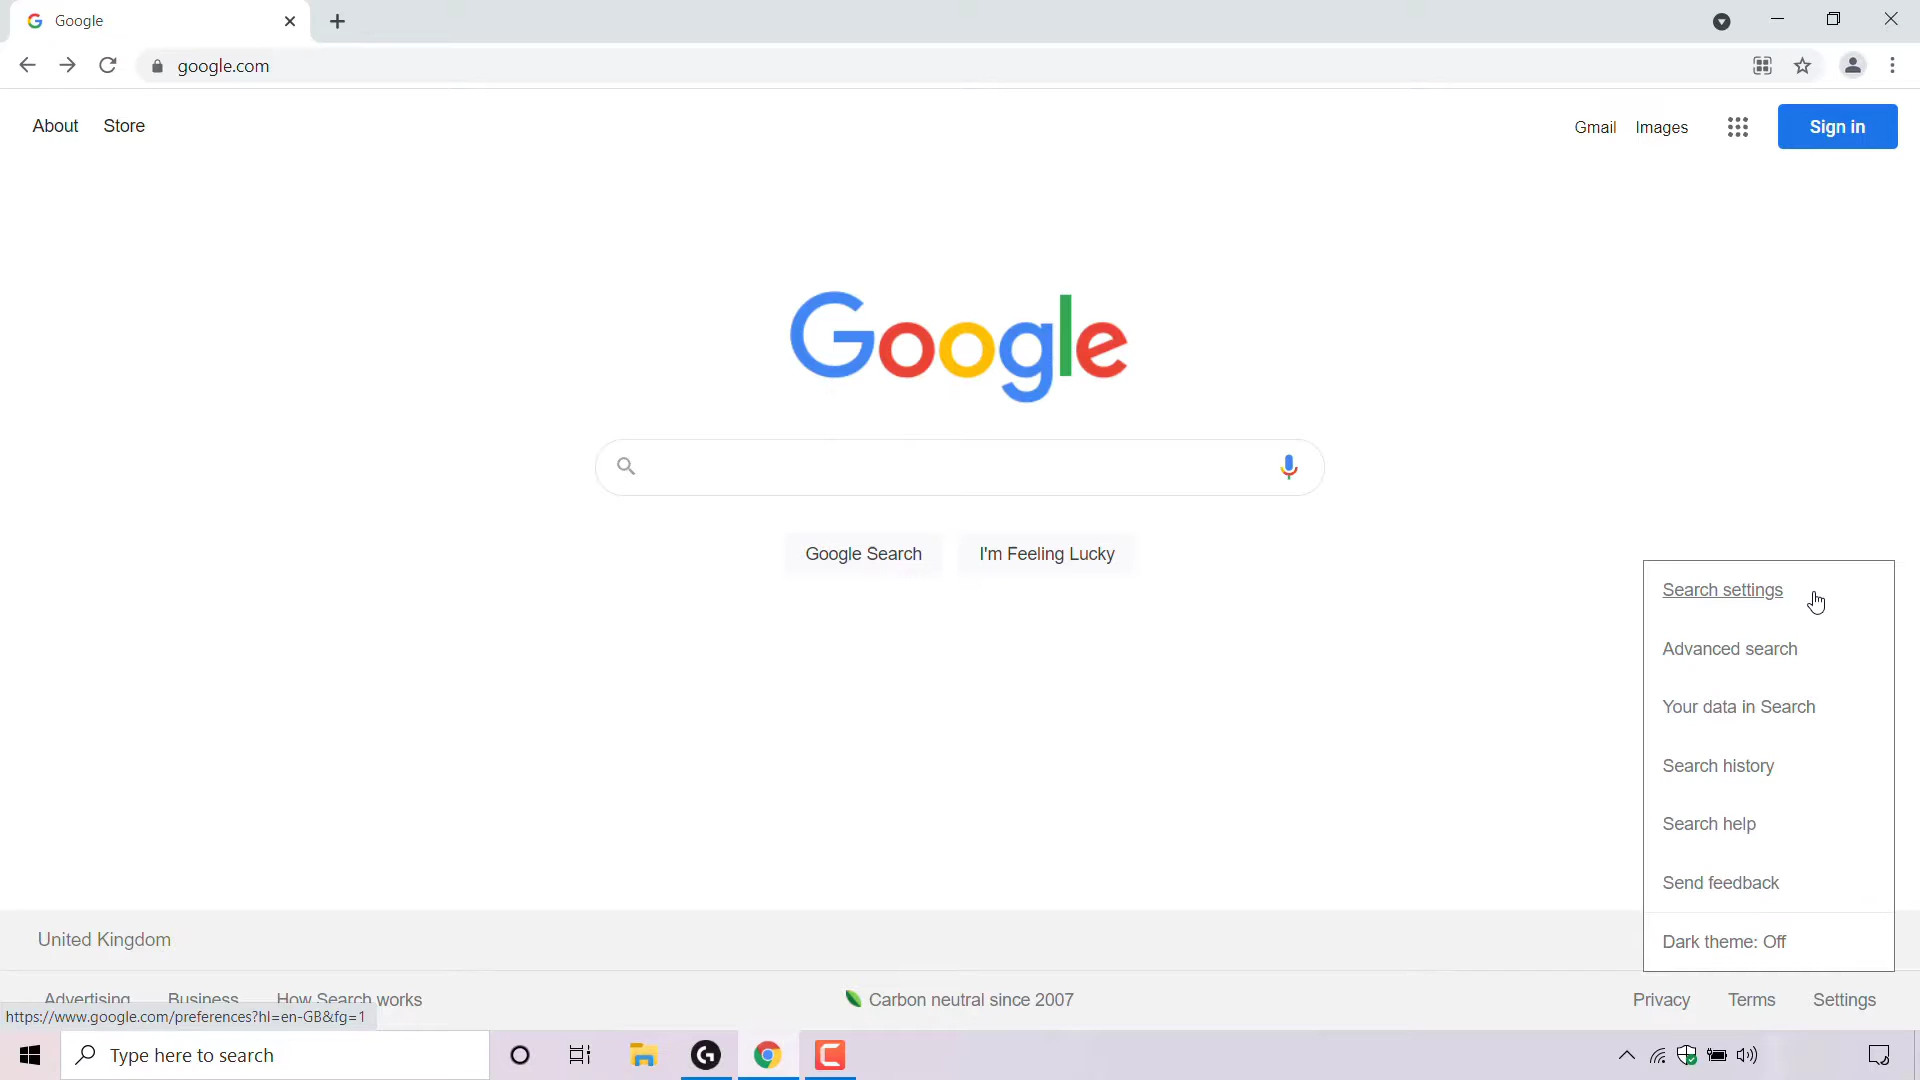 Google
google.com
About Store
Gmail Images Sign in
Google
Google Search I'm Feeling Lucky
Search settings
Advanced search
Your data in Search
Search history
Search help
Send feedback
Dark theme: Off
United Kingdom
Advertising Business How Search works
Carbon neutral since 2007
Privacy Terms Settings
https://www.google.com/preferences?hl=en-GB&fg=1
Type here to search